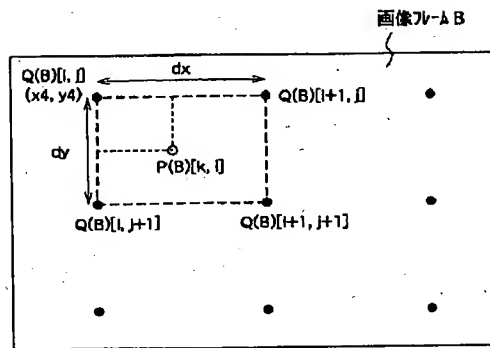 画像フレーム B
Q(B)[i, j]
(x4, y4)
dx
Q(B)[i+1, j]
dy
P(B)[k, l]
Q(B)[i, j+1]
Q(B)[i+1, j+1]